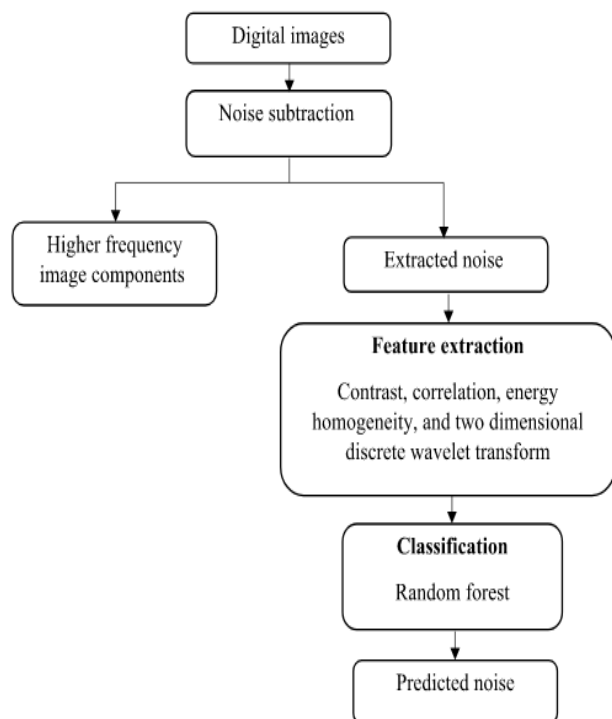 Digital images
Noise subtraction
Higher frequency
image components
Extracted noise
Feature extraction
Contrast, correlation, energy
homogeneity, and two dimensional
discrete wavelet transform
Classification
Random forest
Predicted noise